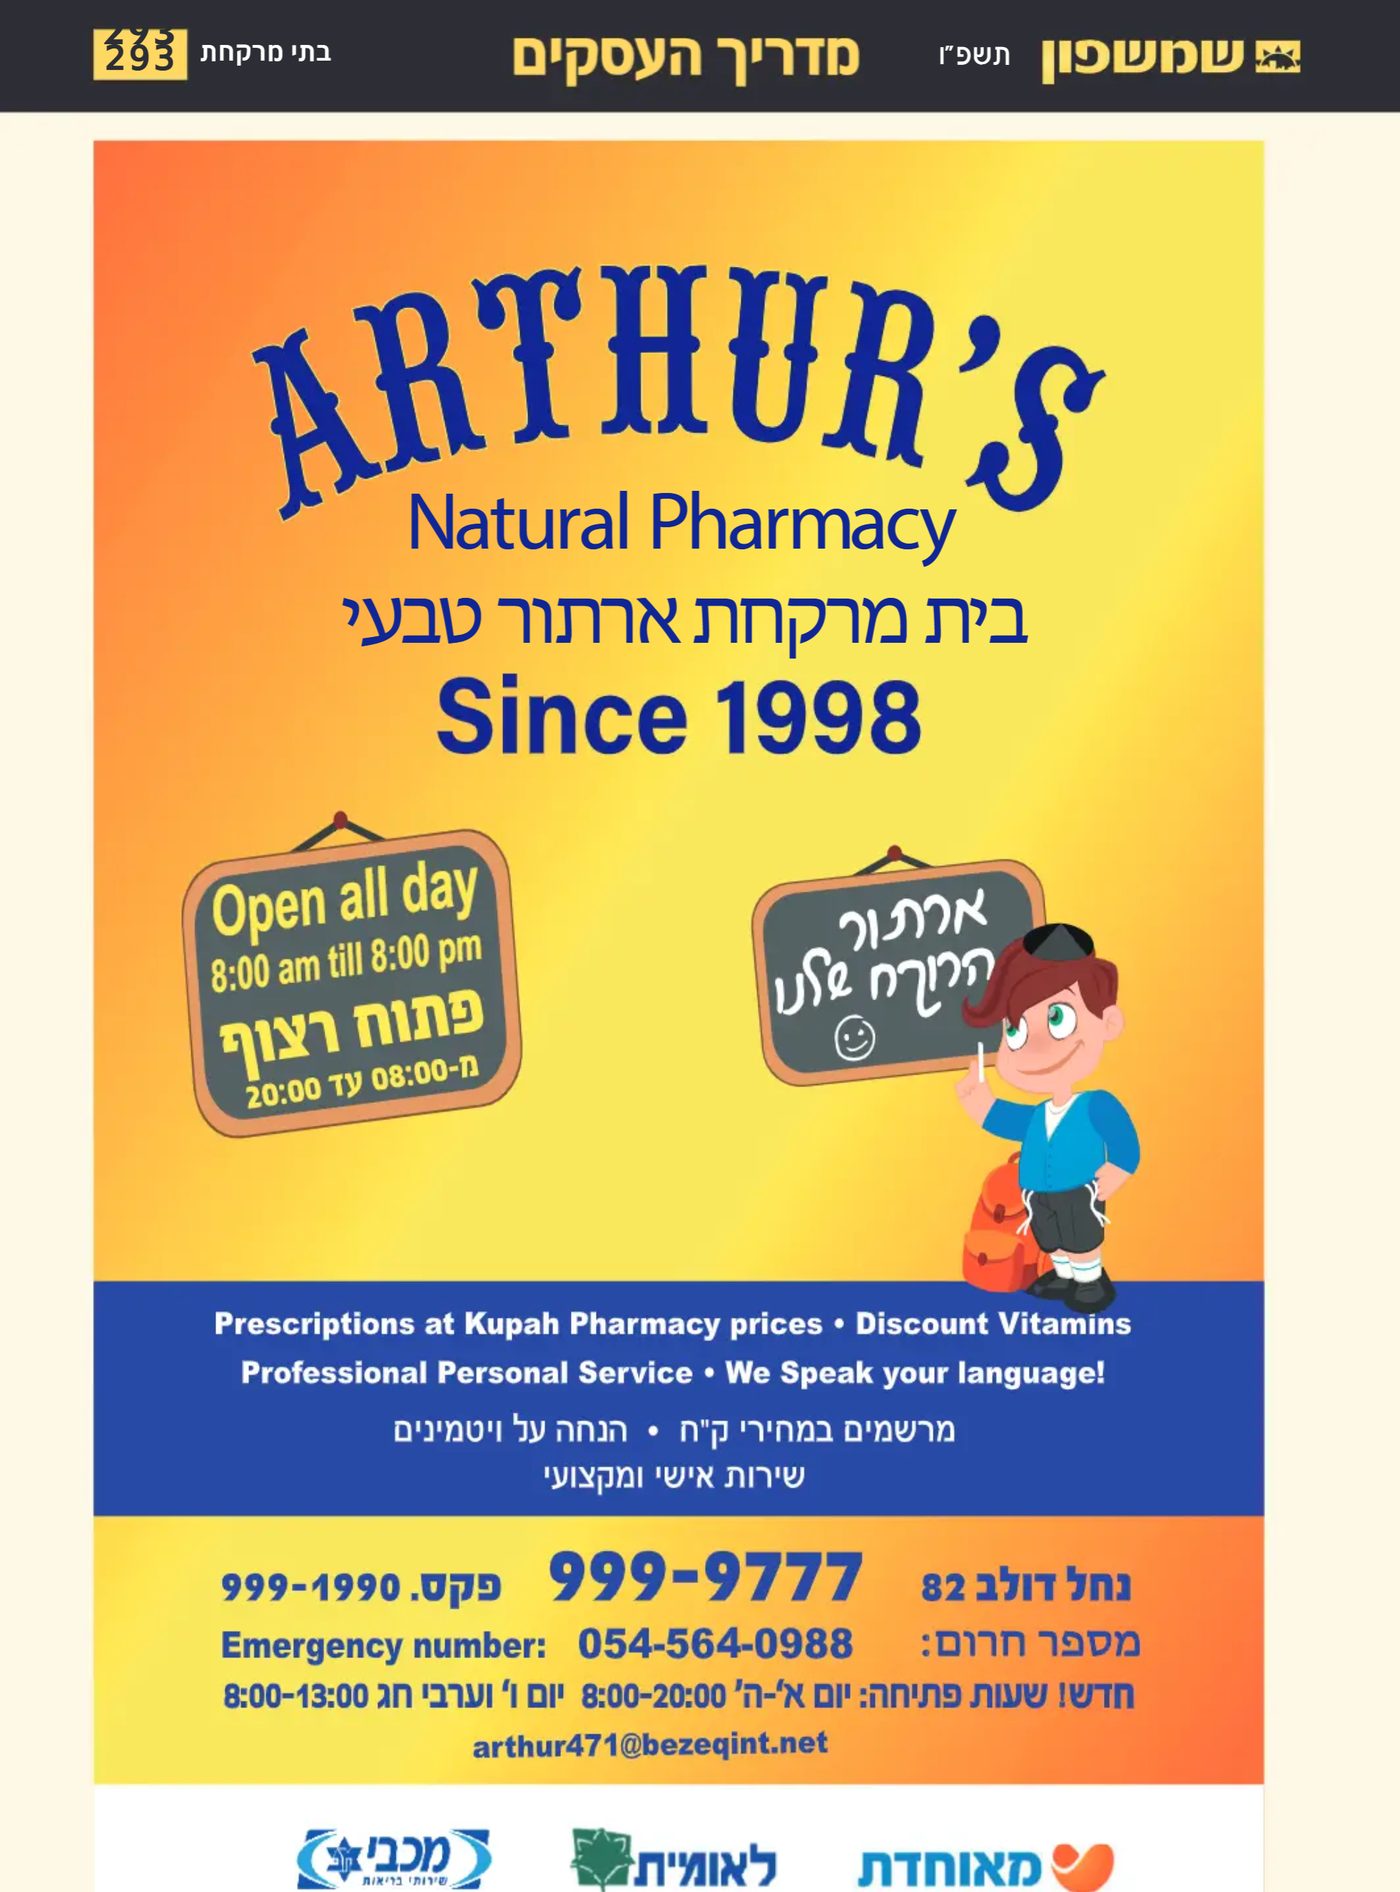 שמשפון תשפ״ו מדריך העסקים בתי מרקחת 293
ARTHUR'S
Natural Pharmacy
בית מרקחת ארתור טבעי
Since 1998
Open all day
8:00 am till 8:00 pm
פתוח רצוף
מ-08:00 עד 20:00
ארתור
הרוקח שלנו
Prescriptions at Kupah Pharmacy prices • Discount Vitamins
Professional Personal Service • We Speak your language!
מרשמים במחירי ק"ח • הנחה על ויטמינים
שירות אישי ומקצועי
נחל דולב 82 999-9777 פקס. 999-1990
מספר חרום: 054-564-0988 Emergency number:
חדש! שעות פתיחה: יום א'-ה' 8:00-20:00 יום ו' וערבי חג 8:00-13:00
arthur471@bezeqint.net
מאוחדת לאומית מכבי
שירותי בריאות